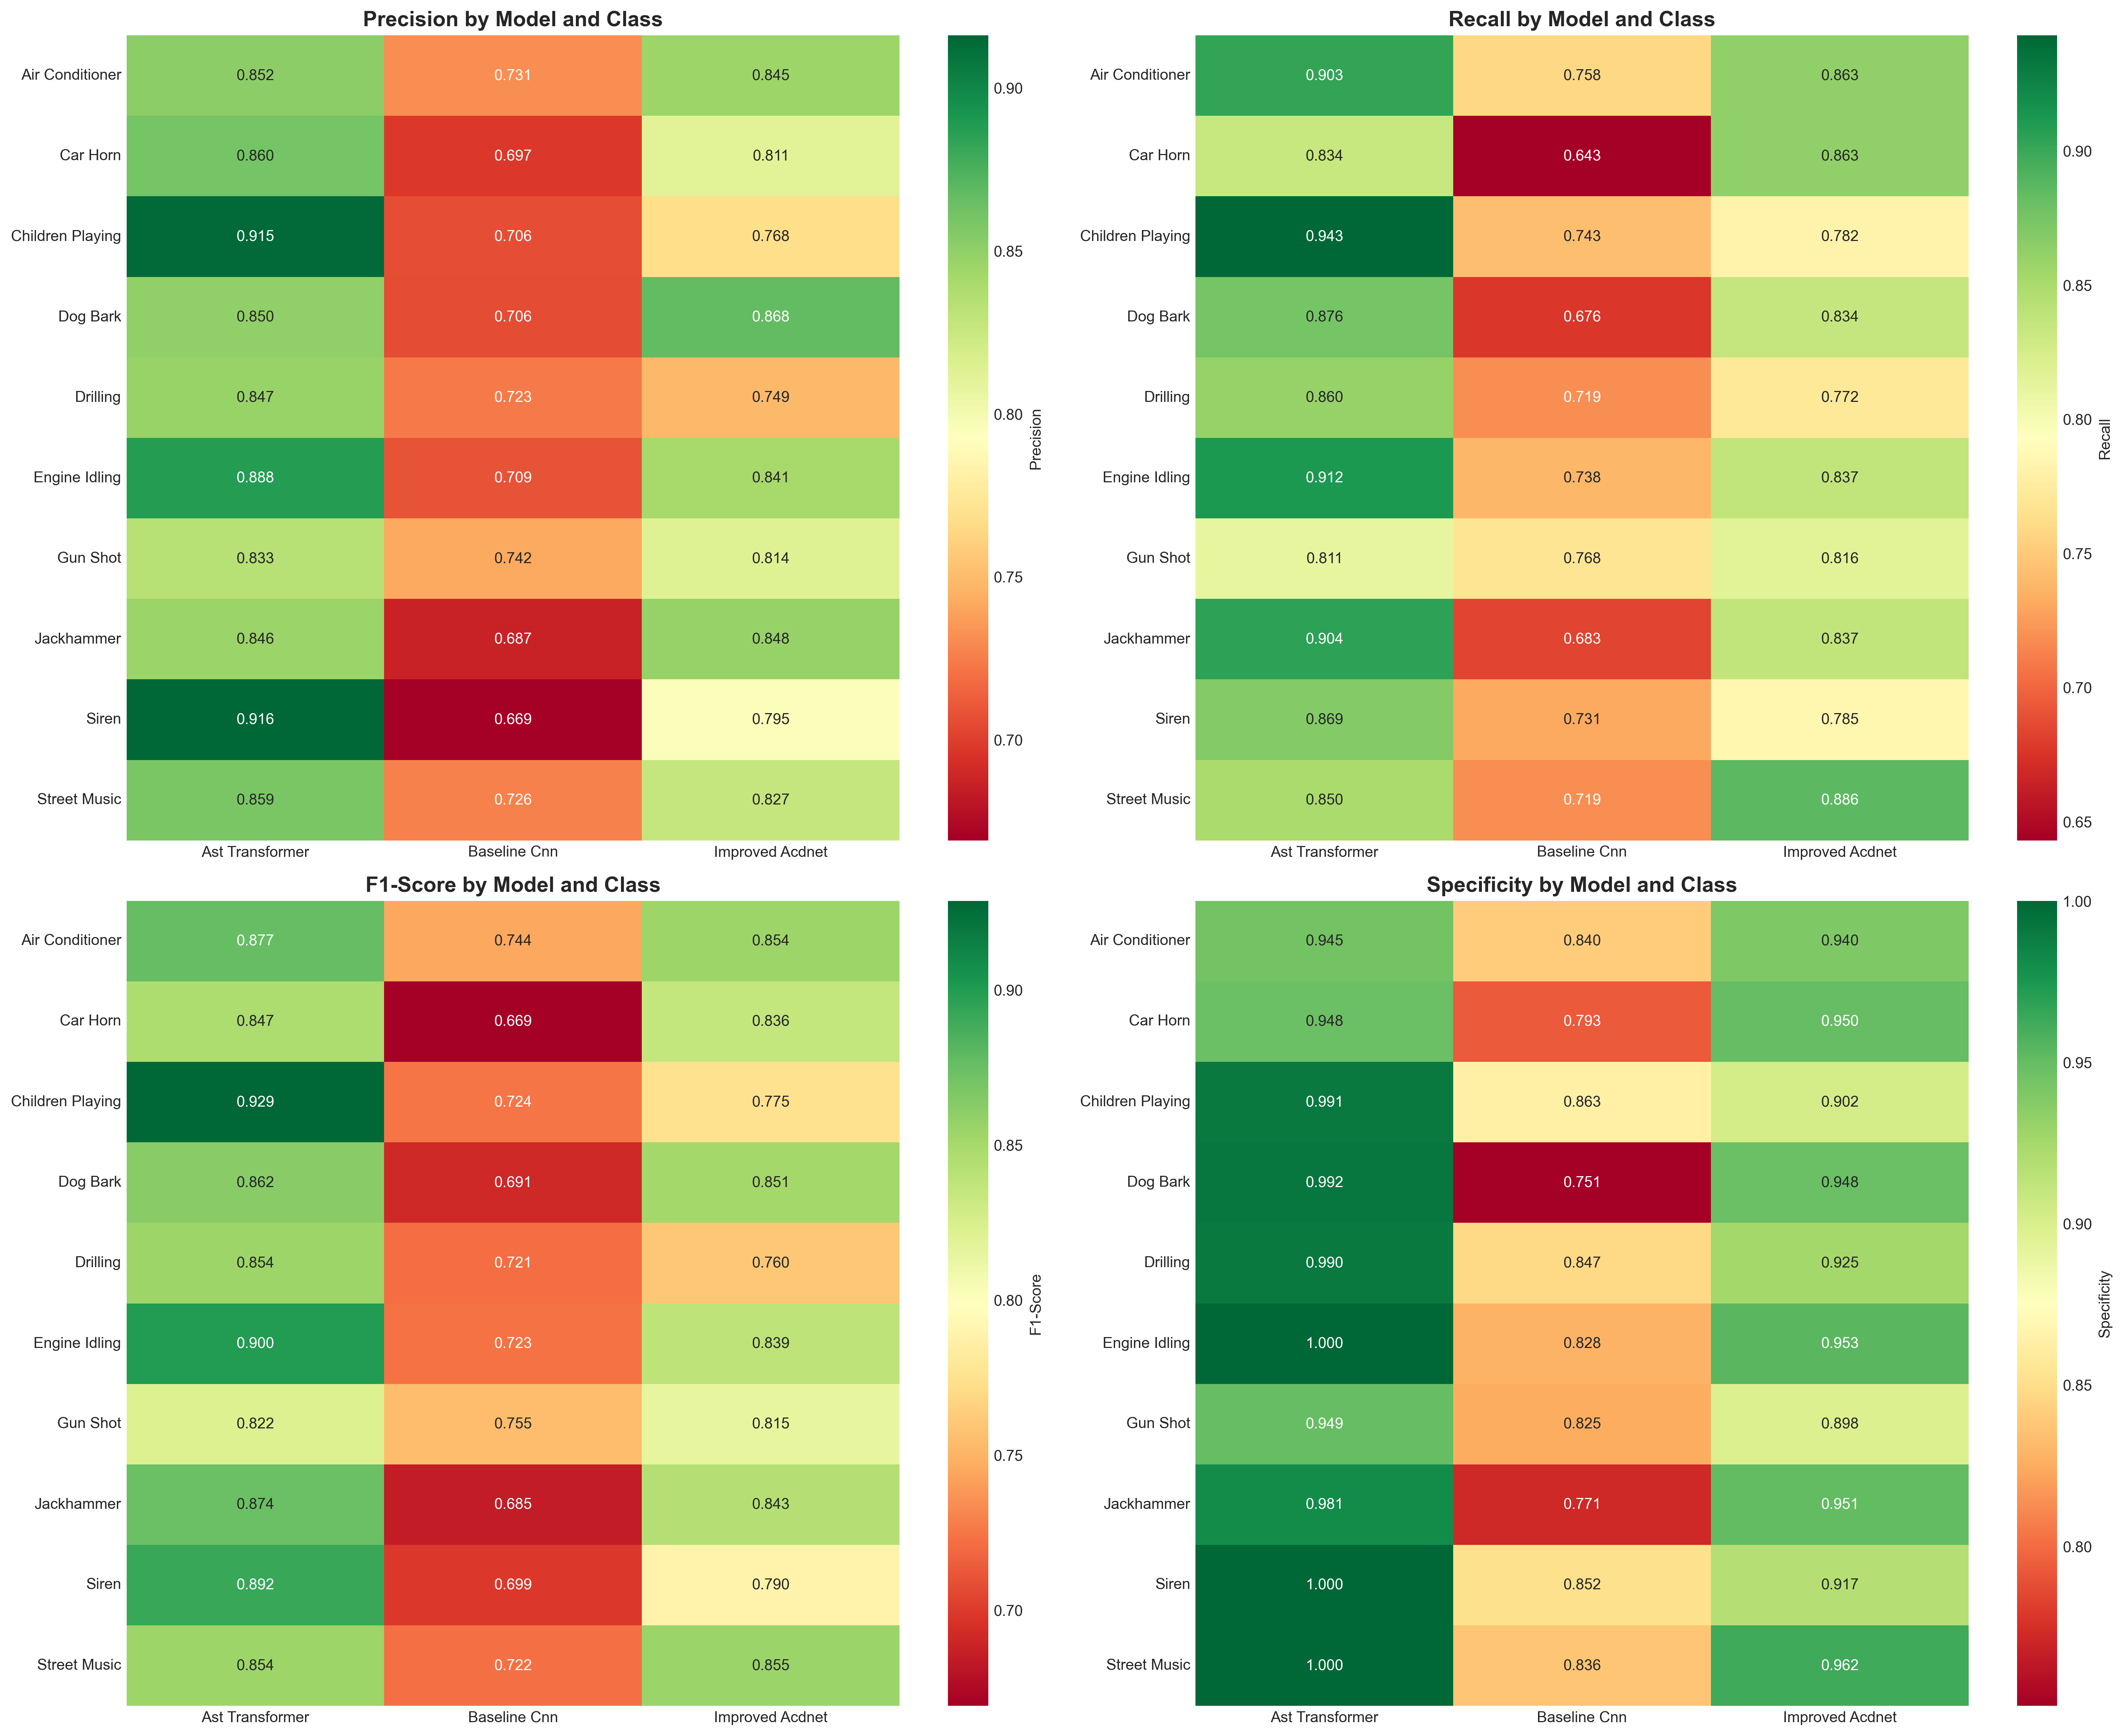 Precision by Model and Class
Air Conditioner 0.852 0.731 0.845
Car Horn 0.860 0.697 0.811
Children Playing 0.915 0.706 0.768
Dog Bark 0.850 0.706 0.868
Drilling 0.847 0.723 0.749
Engine Idling 0.888 0.709 0.841
Gun Shot 0.833 0.742 0.814
Jackhammer 0.846 0.687 0.848
Siren 0.916 0.669 0.795
Street Music 0.859 0.726 0.827
Ast Transformer Baseline Cnn Improved Acdnet
0.90
0.85
0.80
0.75
0.70
Precision
Recall by Model and Class
Air Conditioner 0.903 0.758 0.863
Car Horn 0.834 0.643 0.863
Children Playing 0.943 0.743 0.782
Dog Bark 0.876 0.676 0.834
Drilling 0.860 0.719 0.772
Engine Idling 0.912 0.738 0.837
Gun Shot 0.811 0.768 0.816
Jackhammer 0.904 0.683 0.837
Siren 0.869 0.731 0.785
Street Music 0.850 0.719 0.886
Ast Transformer Baseline Cnn Improved Acdnet
0.90
0.85
0.80
0.75
0.70
0.65
Recall
F1-Score by Model and Class
Air Conditioner 0.877 0.744 0.854
Car Horn 0.847 0.669 0.836
Children Playing 0.929 0.724 0.775
Dog Bark 0.862 0.691 0.851
Drilling 0.854 0.721 0.760
Engine Idling 0.900 0.723 0.839
Gun Shot 0.822 0.755 0.815
Jackhammer 0.874 0.685 0.843
Siren 0.892 0.699 0.790
Street Music 0.854 0.722 0.855
Ast Transformer Baseline Cnn Improved Acdnet
0.90
0.85
0.80
0.75
0.70
F1-Score
Specificity by Model and Class
Air Conditioner 0.945 0.840 0.940
Car Horn 0.948 0.793 0.950
Children Playing 0.991 0.863 0.902
Dog Bark 0.992 0.751 0.948
Drilling 0.990 0.847 0.925
Engine Idling 1.000 0.828 0.953
Gun Shot 0.949 0.825 0.898
Jackhammer 0.981 0.771 0.951
Siren 1.000 0.852 0.917
Street Music 1.000 0.836 0.962
Ast Transformer Baseline Cnn Improved Acdnet
1.00
0.95
0.90
0.85
0.80
Specificity